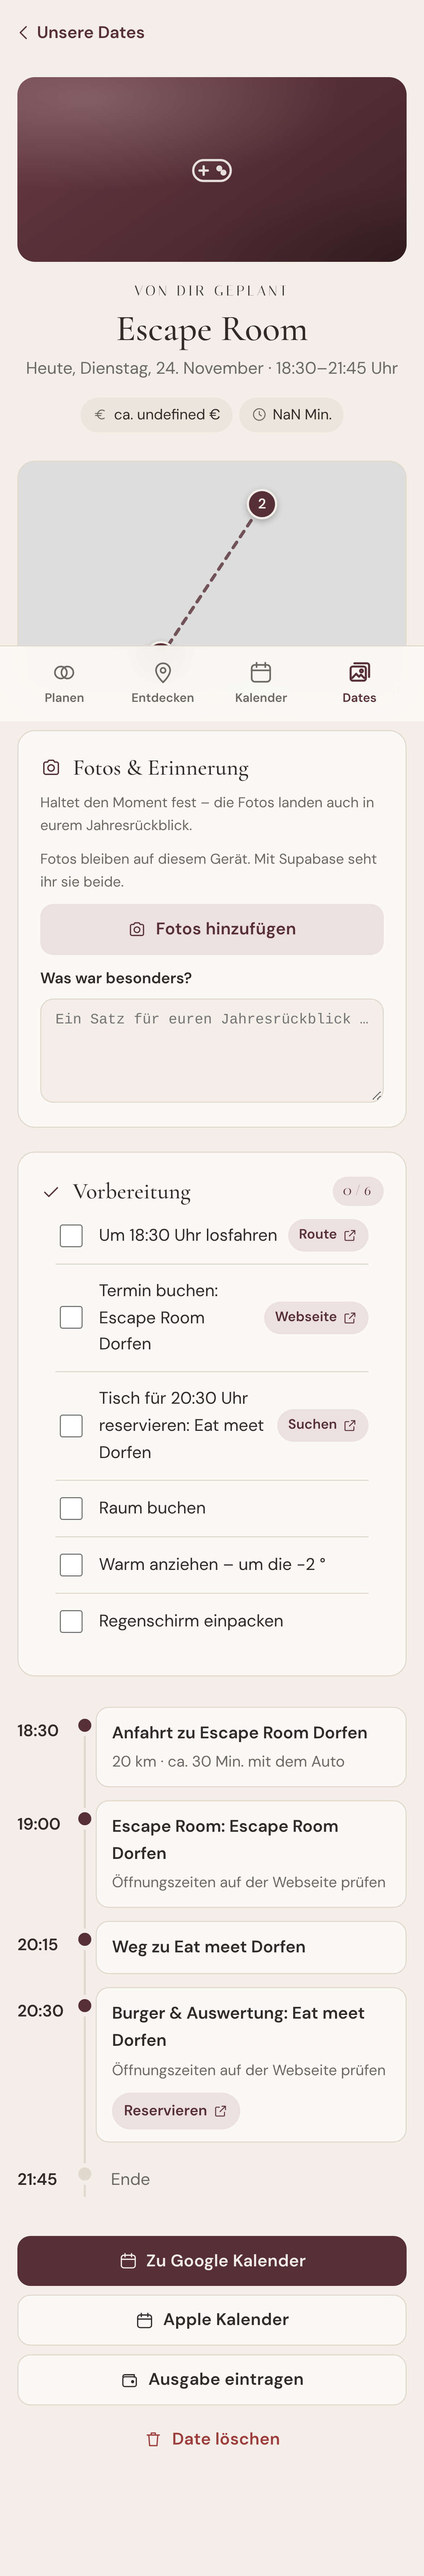 Unsere Dates
VON DIR GEPLANT
Escape Room
Heute, Dienstag, 24. November · 18:30–21:45 Uhr
€ ca. undefined €
NaN Min.
2
Planen
Entdecken
Kalender
Dates
Fotos & Erinnerung
Haltet den Moment fest – die Fotos landen auch in
eurem Jahresrückblick.
Fotos bleiben auf diesem Gerät. Mit Supabase seht
ihr sie beide.
Fotos hinzufügen
Was war besonders?
Ein Satz für euren Jahresrückblick …
Vorbereitung
0 / 6
Um 18:30 Uhr losfahren
Route
Termin buchen:
Escape Room
Dorfen
Webseite
Tisch für 20:30 Uhr
reservieren: Eat meet
Dorfen
Suchen
Raum buchen
Warm anziehen – um die -2 °
Regenschirm einpacken
18:30
Anfahrt zu Escape Room Dorfen
20 km · ca. 30 Min. mit dem Auto
19:00
Escape Room: Escape Room
Dorfen
Öffnungszeiten auf der Webseite prüfen
20:15
Weg zu Eat meet Dorfen
20:30
Burger & Auswertung: Eat meet
Dorfen
Öffnungszeiten auf der Webseite prüfen
Reservieren
21:45
Ende
Zu Google Kalender
Apple Kalender
Ausgabe eintragen
Date löschen